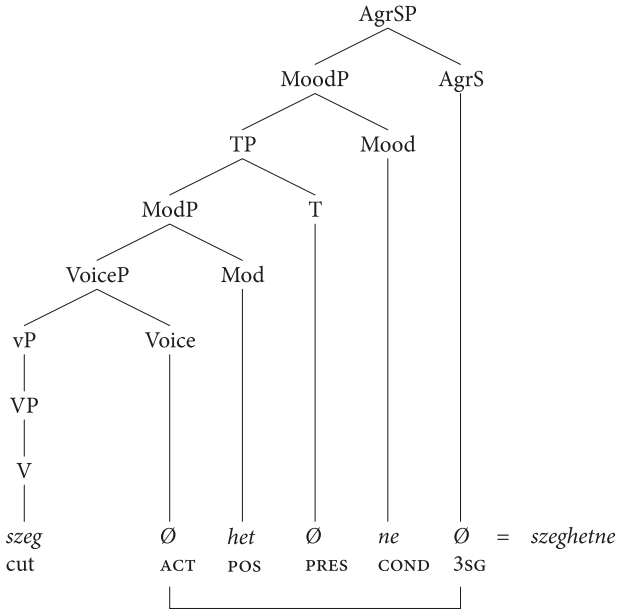 AgrSP
MoodP AgrS
TP Mood
ModP T
VoiceP Mod
vP Voice
VP
V
szeg Ø het Ø ne Ø = szeghetne
cut ACT POS PRES COND 3SG